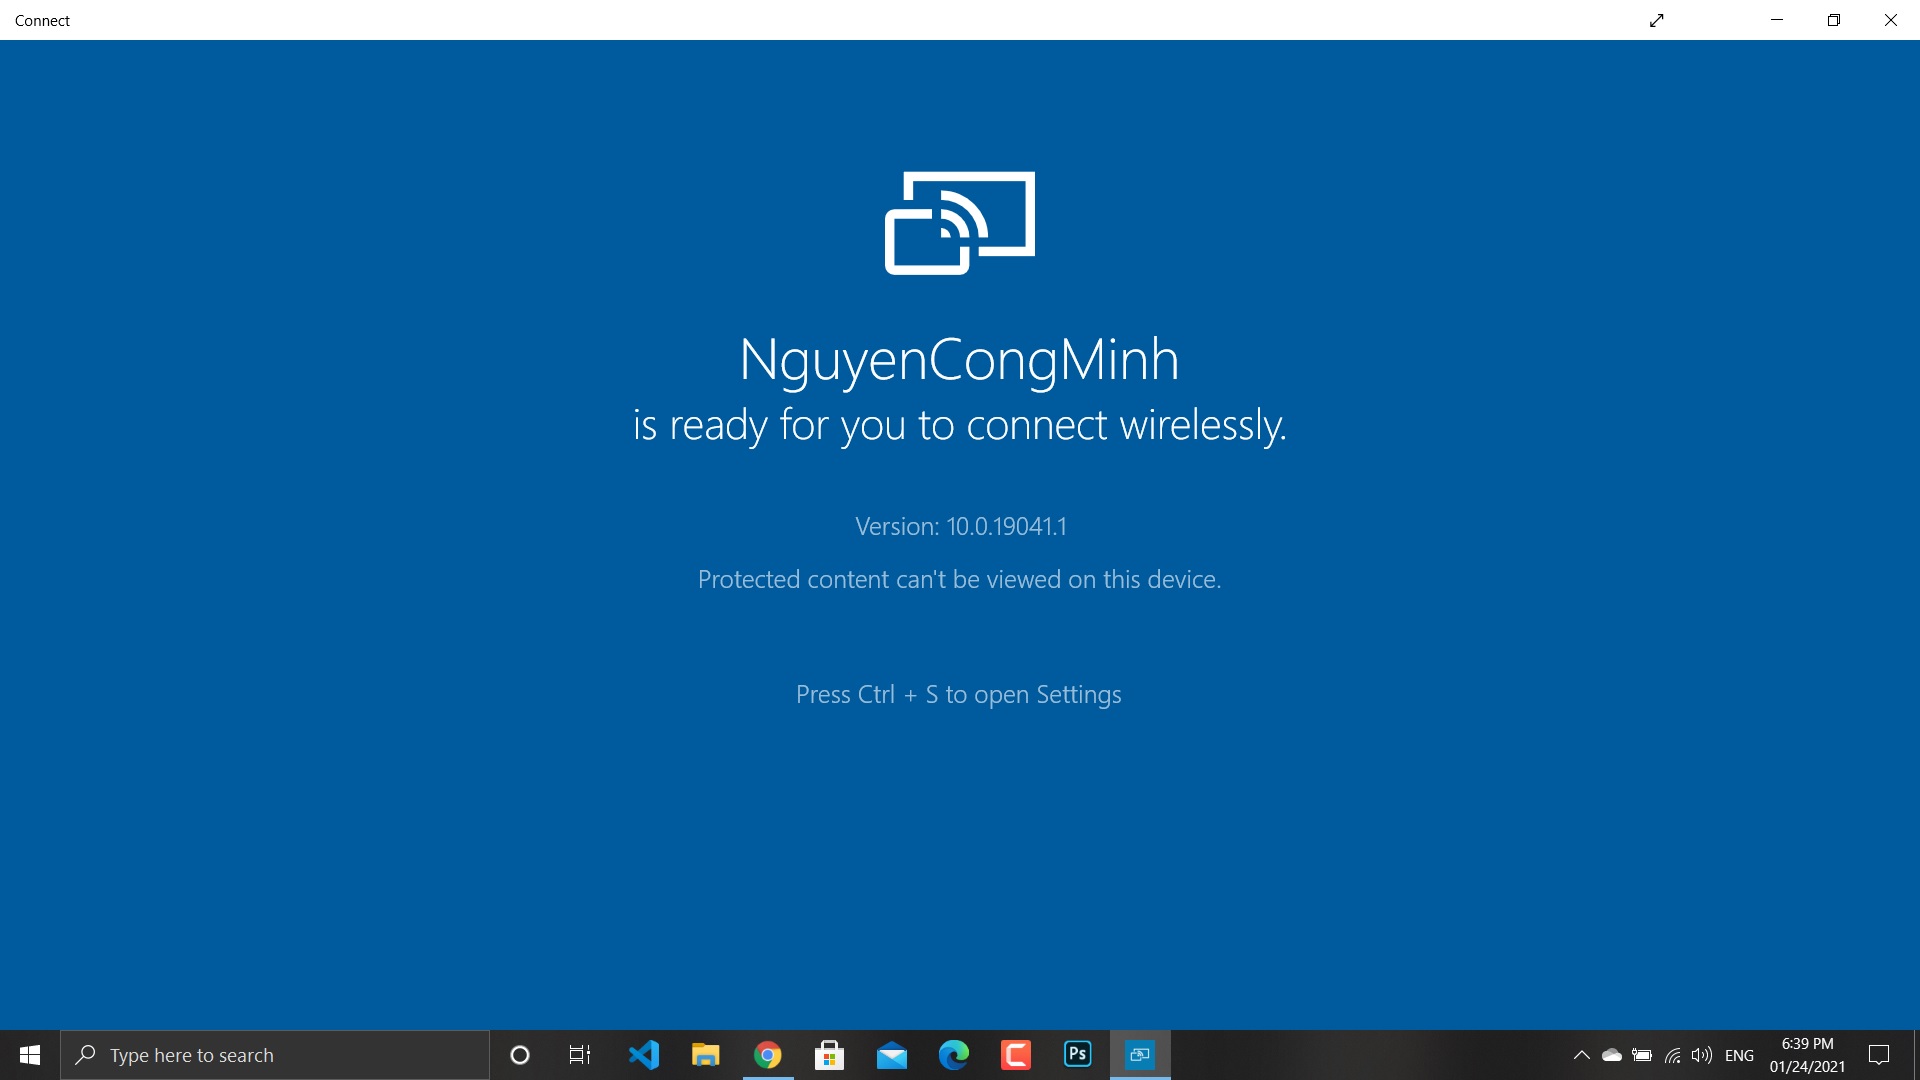 Connect
NguyenCongMinh
is ready for you to connect wirelessly.
Version: 10.0.19041.1
Protected content can't be viewed on this device.
Press Ctrl + S to open Settings
Type here to search
Ps
ENG
6:39 PM
01/24/2021